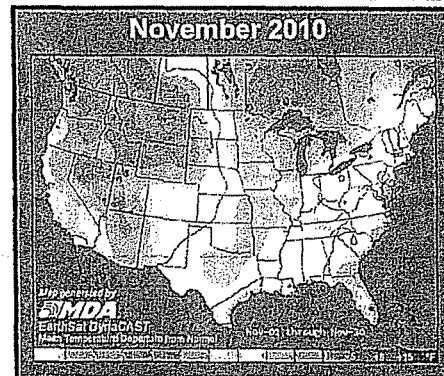 November 2010
Map generated by
MDA
EarthSat DynaCAST
Mean Temperature Departure from Normal
Nov-01 through Nov-30